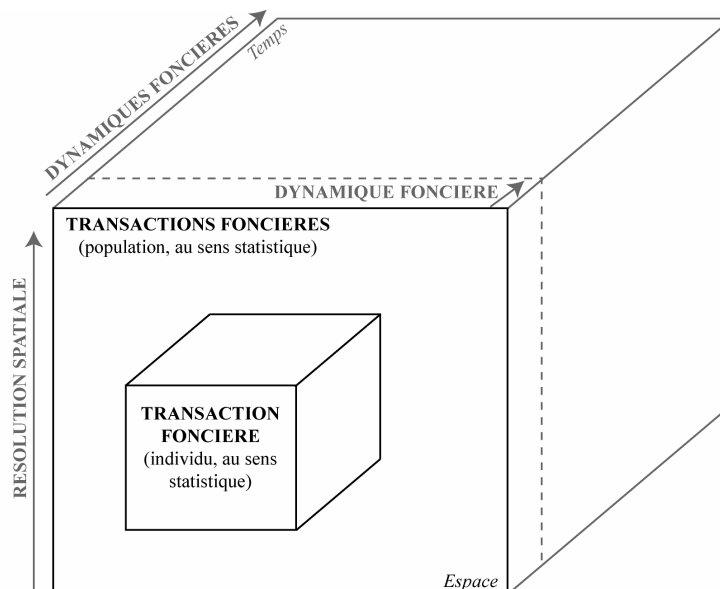 Temps
DYNAMIQUES FONCIERES
DYNAMIQUE FONCIERE
TRANSACTIONS FONCIERES
(population, au sens statistique)
RESOLUTION SPATIALE
TRANSACTION
FONCIERE
(individu, au sens
statistique)
Espace